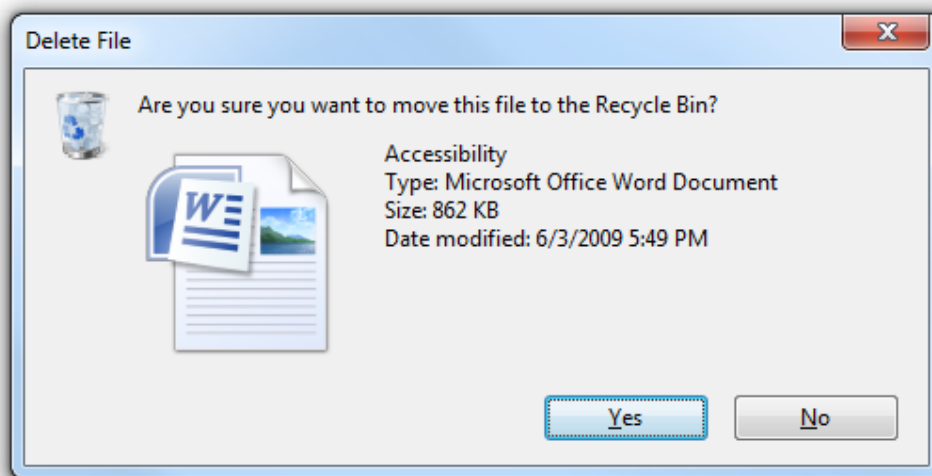 Delete File
Are you sure you want to move this file to the Recycle Bin?
Accessibility
Type: Microsoft Office Word Document
Size: 862 KB
Date modified: 6/3/2009 5:49 PM
W
Yes
No